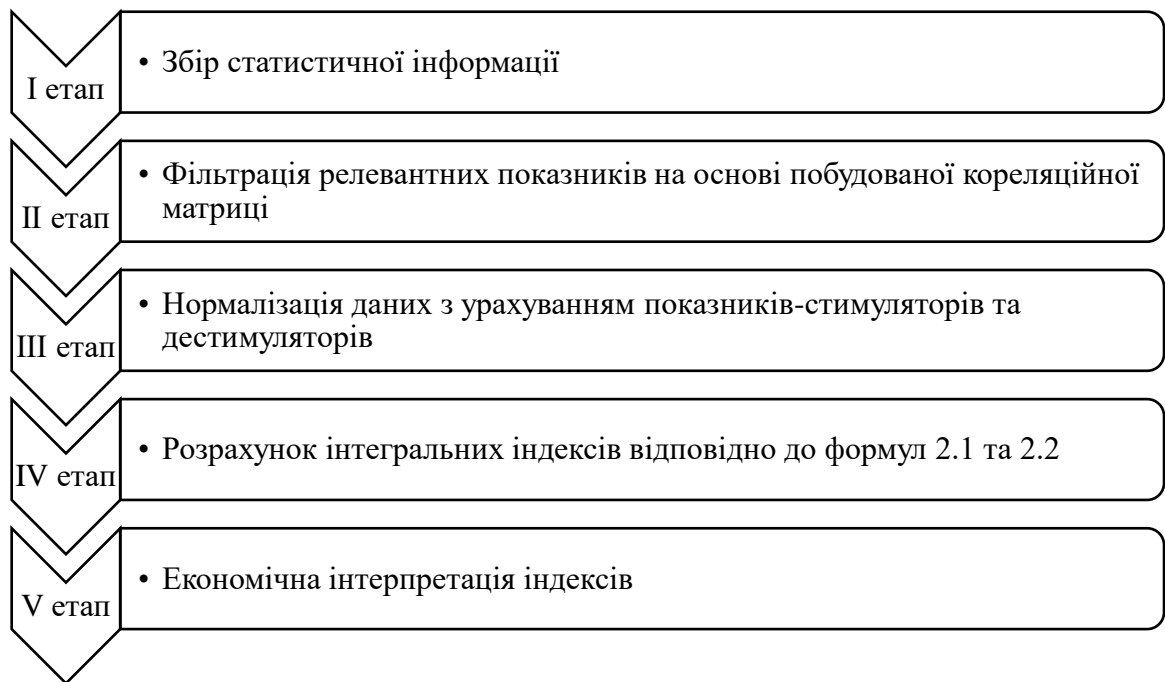 I етап
• Збір статистичної інформації
II етап
• Фільтрація релевантних показників на основі побудованої кореляційної
матриці
III етап
• Нормалізація даних з урахуванням показників-стимуляторів та
дестимуляторів
IV етап
• Розрахунок інтегральних індексів відповідно до формул 2.1 та 2.2
V етап
• Економічна інтерпретація індексів